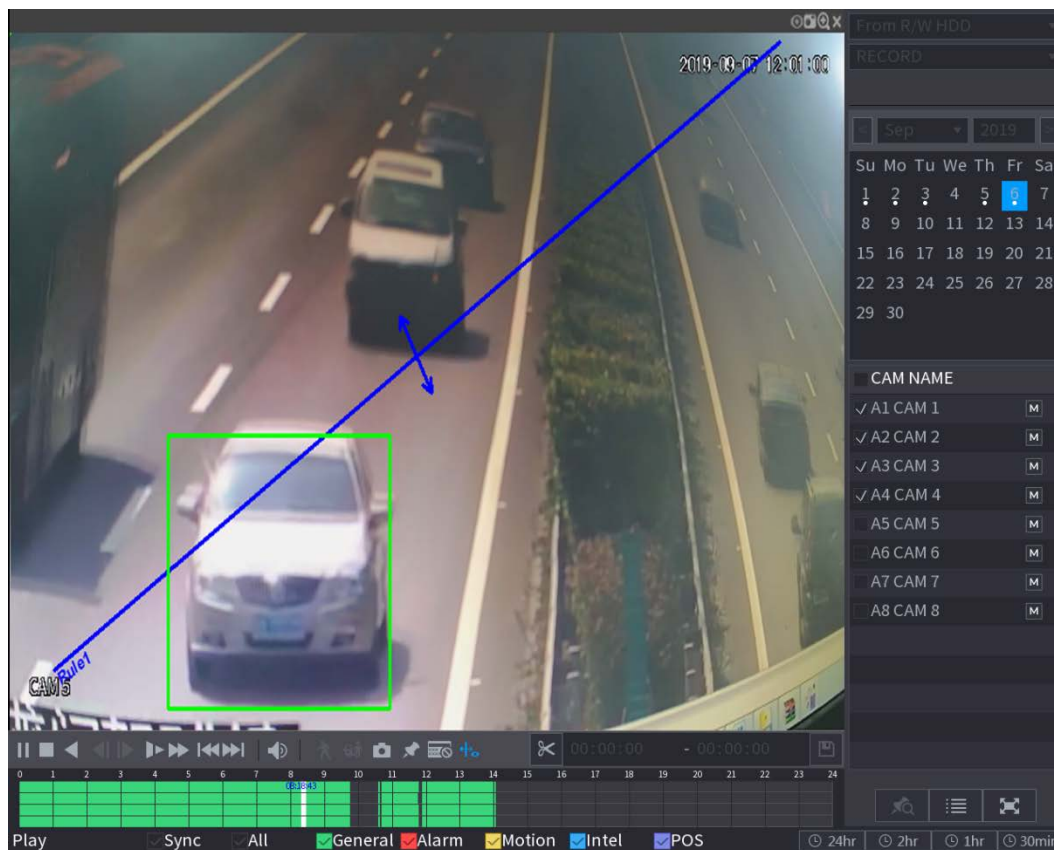 From R/W HDD
2019-09-07 12:01:00
RECORD
< Sep 2019 >
Su Mo Tu We Th Fr Sa
1 2 3 4 5 6 7
8 9 10 11 12 13 14
15 16 17 18 19 20 21
22 23 24 25 26 27 28
29 30
CAM NAME
A1 CAM 1 M
A2 CAM 2 M
A3 CAM 3 M
A4 CAM 4 M
A5 CAM 5 M
A6 CAM 6 M
A7 CAM 7 M
A8 CAM 8 M
Rule1
CAM5
00:00:00 - 00:00:00
0 1 2 3 4 5 6 7 8 9 10 11 12 13 14 15 16 17 18 19 20 21 22 23 24
08:18:43
Play Sync All General Alarm Motion Intel POS 24hr 2hr 1hr 30min